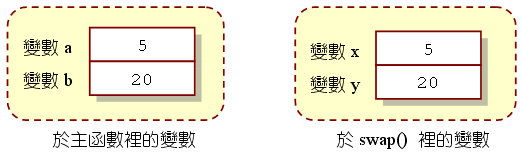 變數 a 5
變數 b 20
於主函數裡的變數
變數 x 5
變數 y 20
於 swap() 裡的變數